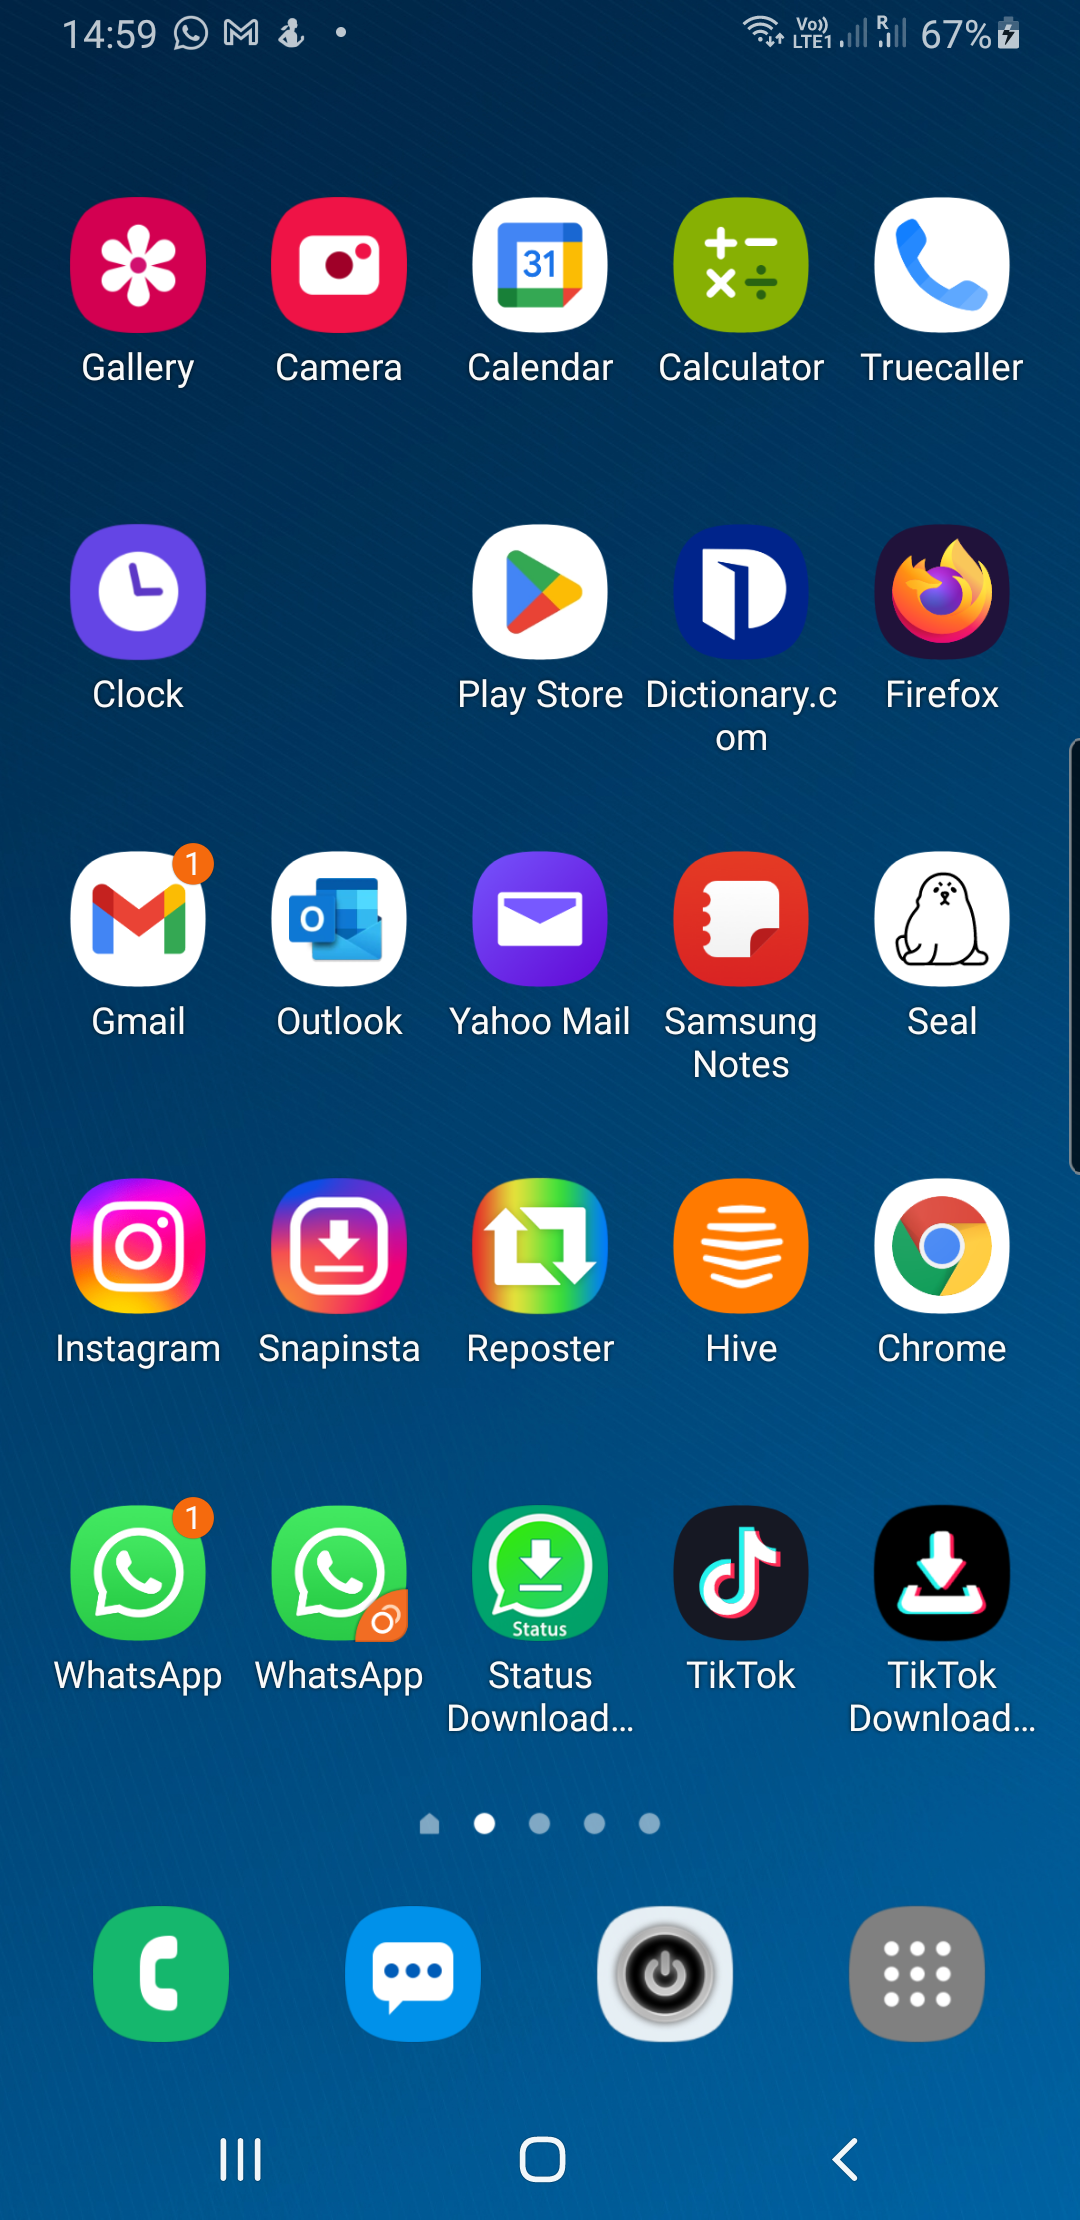 14:59
Vo)) LTE1 R 67%
31
Gallery Camera Calendar Calculator Truecaller
Clock Play Store Dictionary.c
om Firefox
1
Gmail Outlook Yahoo Mail Samsung
Notes Seal
Instagram Snapinsta Reposter Hive Chrome
1
Status
WhatsApp WhatsApp Status
Download... TikTok TikTok
Download...